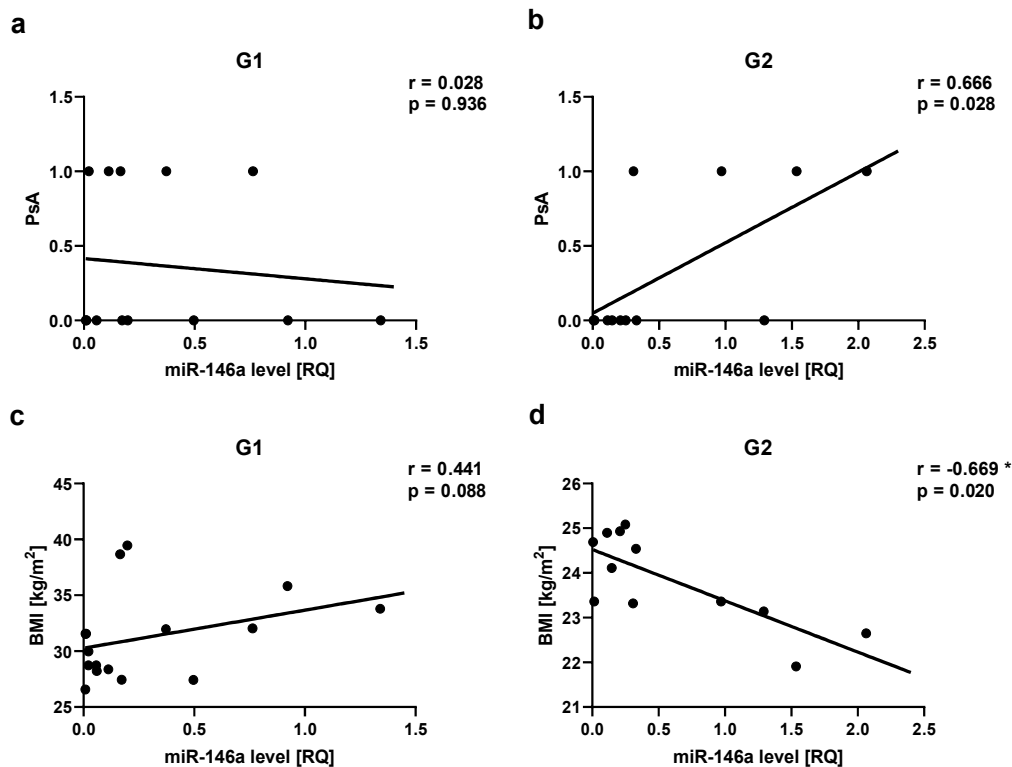 a
G1
r = 0.028
p = 0.936
1.5
1.0
0.5
0.0
PsA
0.0 0.5 1.0 1.5
miR-146a level [RQ]
b
G2
r = 0.666
p = 0.028
1.5
1.0
0.5
0.0
PsA
0.0 0.5 1.0 1.5 2.0 2.5
miR-146a level [RQ]
c
G1
r = 0.441
p = 0.088
45
40
35
30
25
BMI [kg/m²]
0.0 0.5 1.0 1.5
miR-146a level [RQ]
d
G2
r = -0.669 *
p = 0.020
26
25
24
23
22
21
BMI [kg/m²]
0.0 0.5 1.0 1.5 2.0 2.5
miR-146a level [RQ]